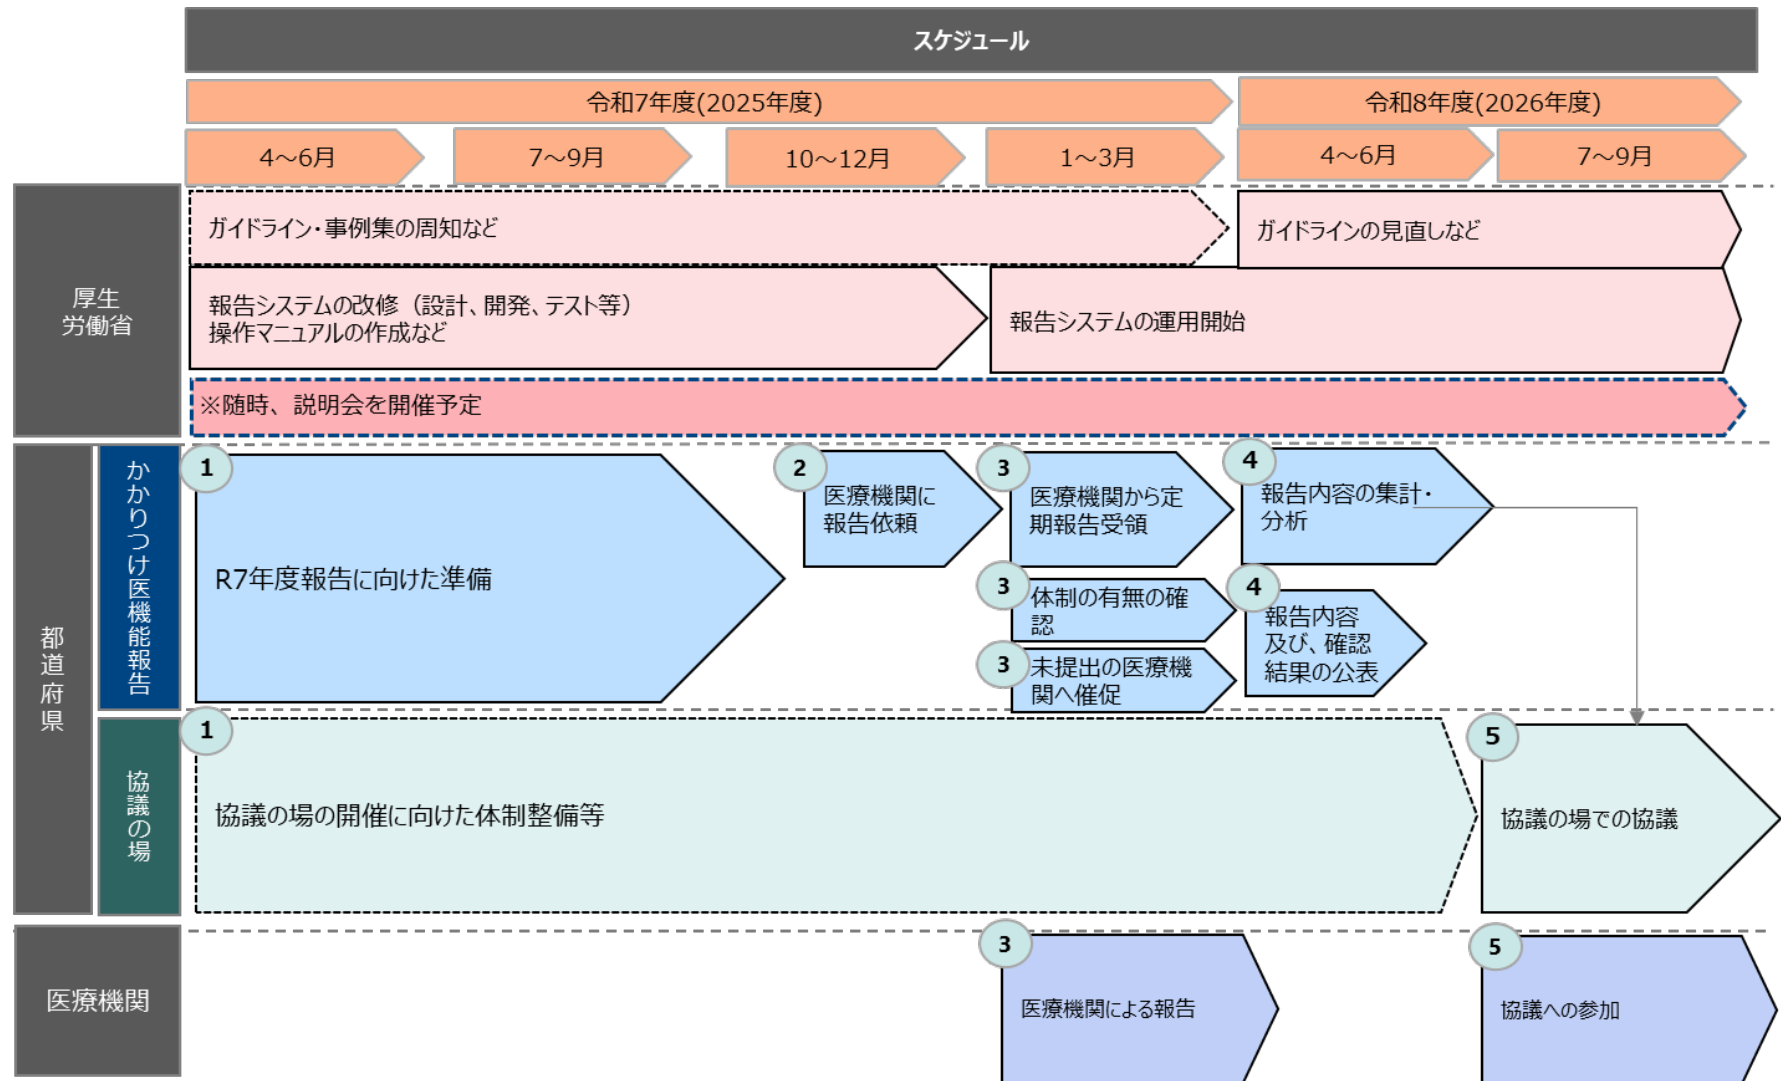 スケジュール
令和7年度(2025年度)
令和8年度(2026年度)
4～6月
7～9月
10～12月
1～3月
4～6月
7～9月
厚生
労働省
ガイドライン・事例集の周知など
ガイドラインの見直しなど
報告システムの改修（設計、開発、テスト等）
操作マニュアルの作成など
報告システムの運用開始
※随時、説明会を開催予定
都道府県
かかりつけ医機能報告
1
R7年度報告に向けた準備
2
医療機関に
報告依頼
3
医療機関から定
期報告受領
3
体制の有無の確
認
3
未提出の医療機
関へ催促
4
報告内容の集計・
分析
4
報告内容
及び、確認
結果の公表
協議の場
1
協議の場の開催に向けた体制整備等
5
協議の場での協議
医療機関
3
医療機関による報告
5
協議への参加